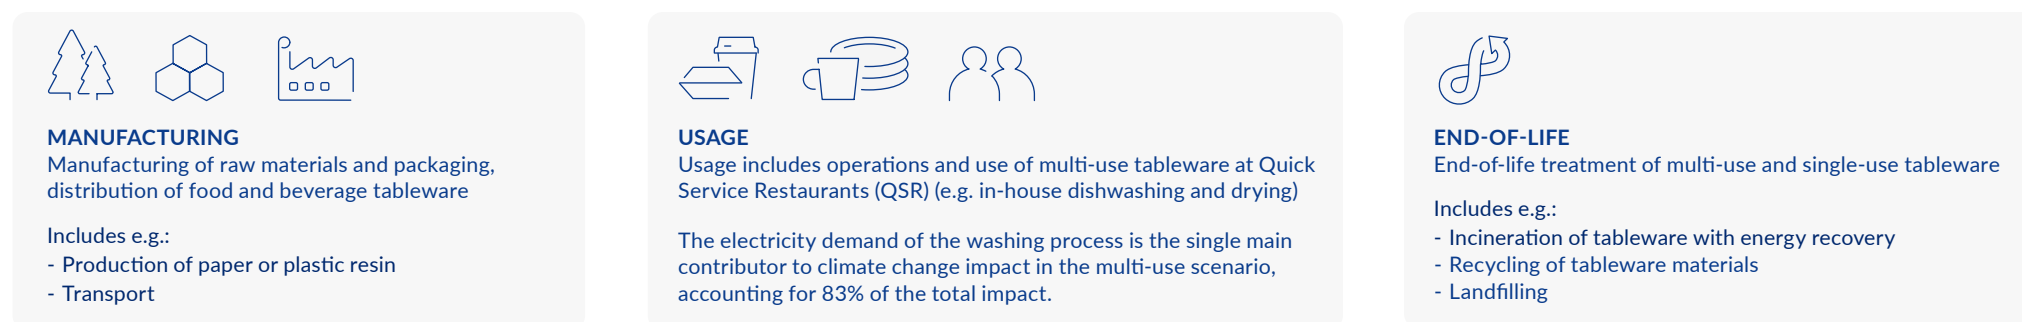 MANUFACTURING
Manufacturing of raw materials and packaging,
distribution of food and beverage tableware
Includes e.g.:
- Production of paper or plastic resin
- Transport
USAGE
Usage includes operations and use of multi-use tableware at Quick
Service Restaurants (QSR) (e.g. in-house dishwashing and drying)
The electricity demand of the washing process is the single main
contributor to climate change impact in the multi-use scenario,
accounting for 83% of the total impact.
END-OF-LIFE
End-of-life treatment of multi-use and single-use tableware
Includes e.g.:
- Incineration of tableware with energy recovery
- Recycling of tableware materials
- Landfilling